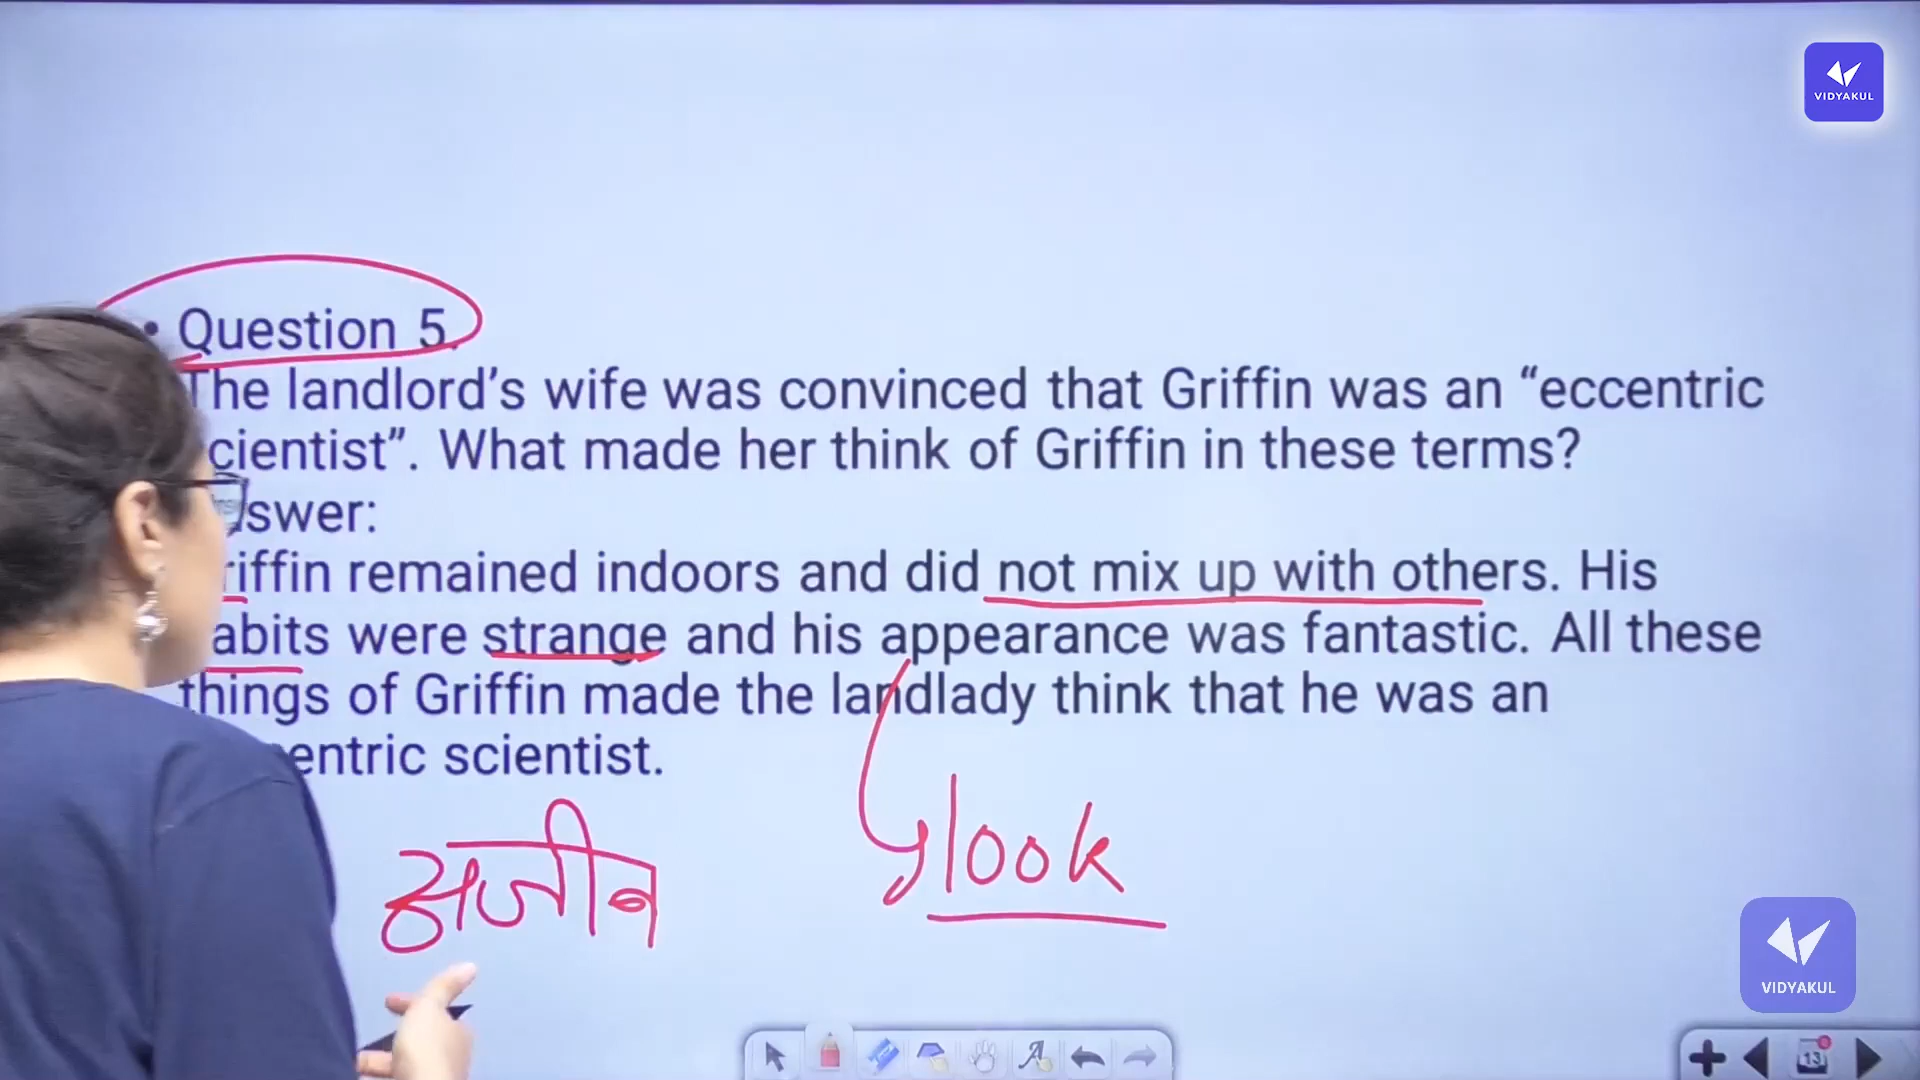 VIDYAKUL
• Question 5.
The landlord’s wife was convinced that Griffin was an “eccentric
cientist”. What made her think of Griffin in these terms?
swer:
riffin remained indoors and did not mix up with others. His
abits were strange and his appearance was fantastic. All these
things of Griffin made the landlady think that he was an
entric scientist.
अजीब
look
VIDYAKUL
13